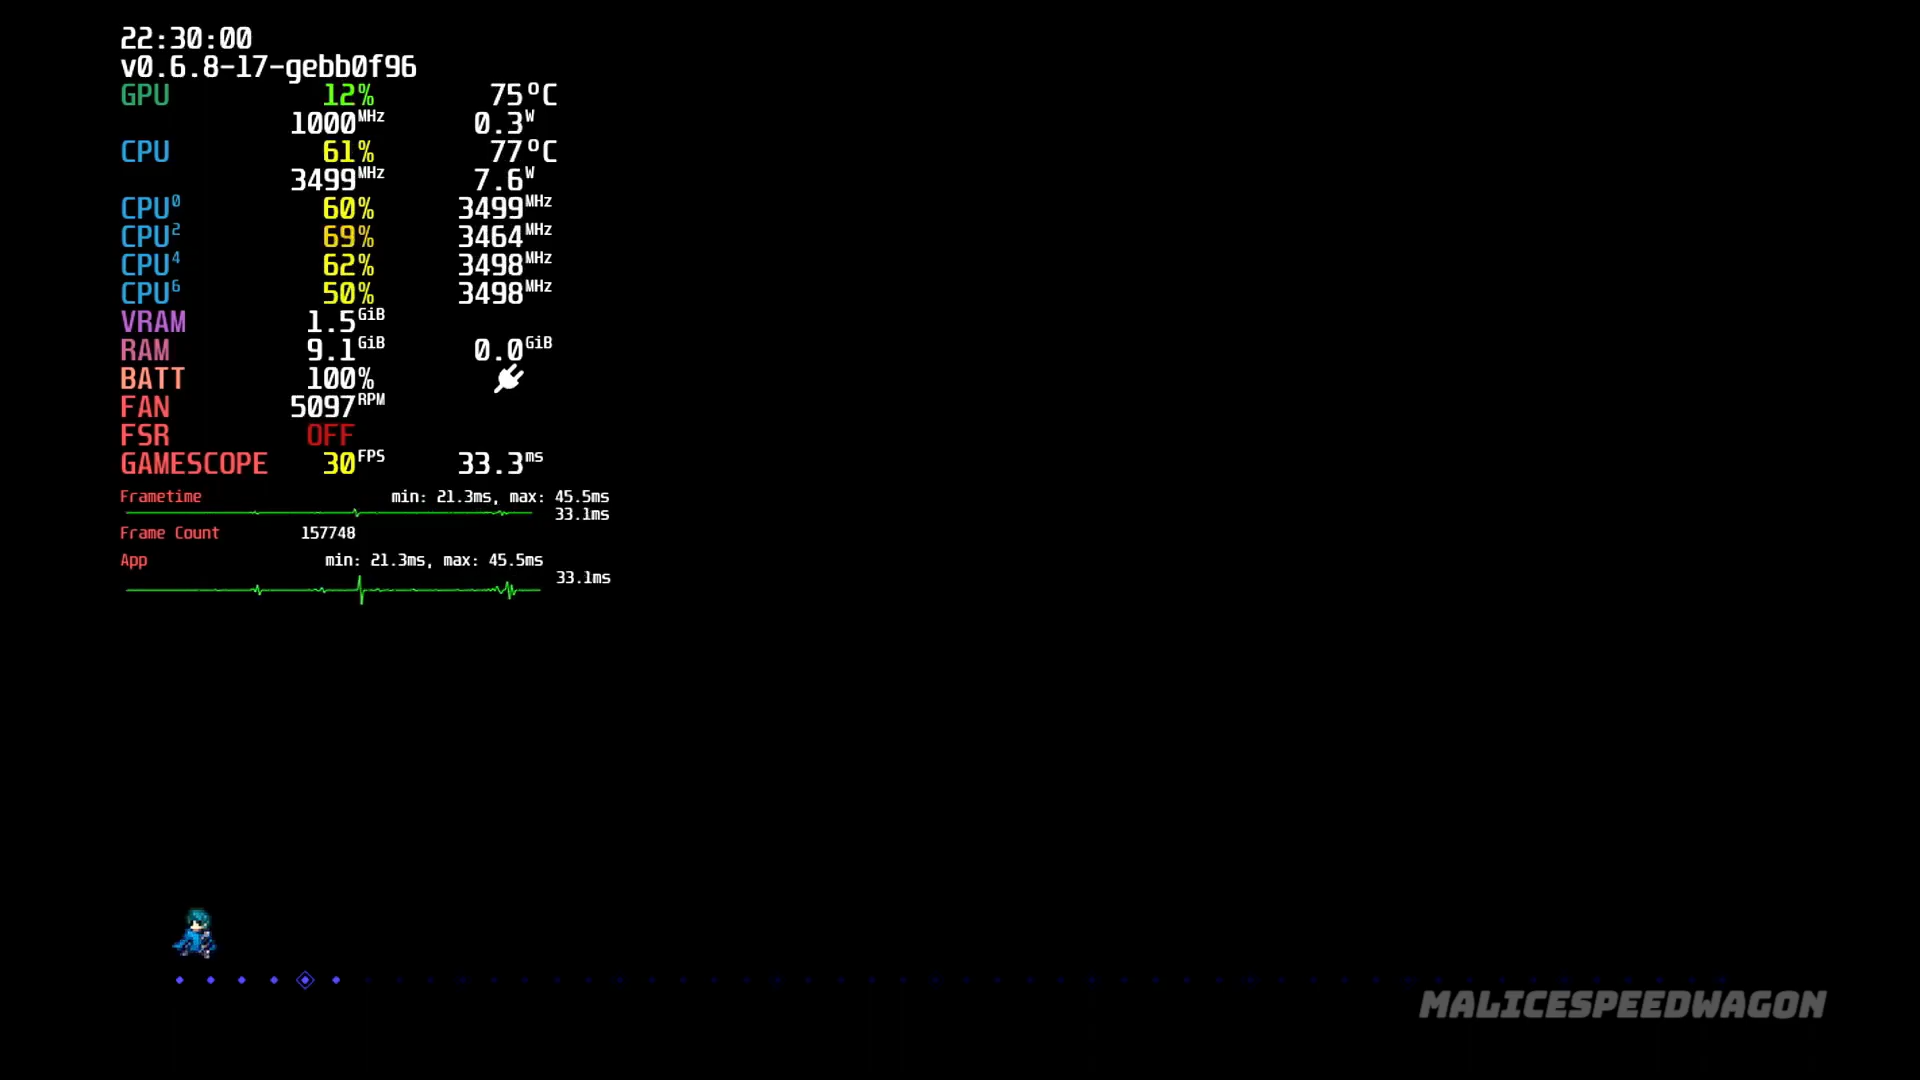 22:30:00
v0.6.8-17-gebb0f96
GPU 12% 75°C
1000MHz 0.3W
CPU 61% 77°C
3499MHz 7.6W
CPU0 60% 3499MHz
CPU2 69% 3464MHz
CPU4 62% 3498MHz
CPU6 50% 3498MHz
VRAM 1.5GiB
RAM 9.1GiB 0.0GiB
BATT 100%
FAN 5097RPM
FSR OFF
GAMESCOPE 30FPS 33.3ms
Frametime min: 21.3ms, max: 45.5ms
33.1ms
Frame Count 157748
App min: 21.3ms, max: 45.5ms
33.1ms
MALICESPEEDWAGON